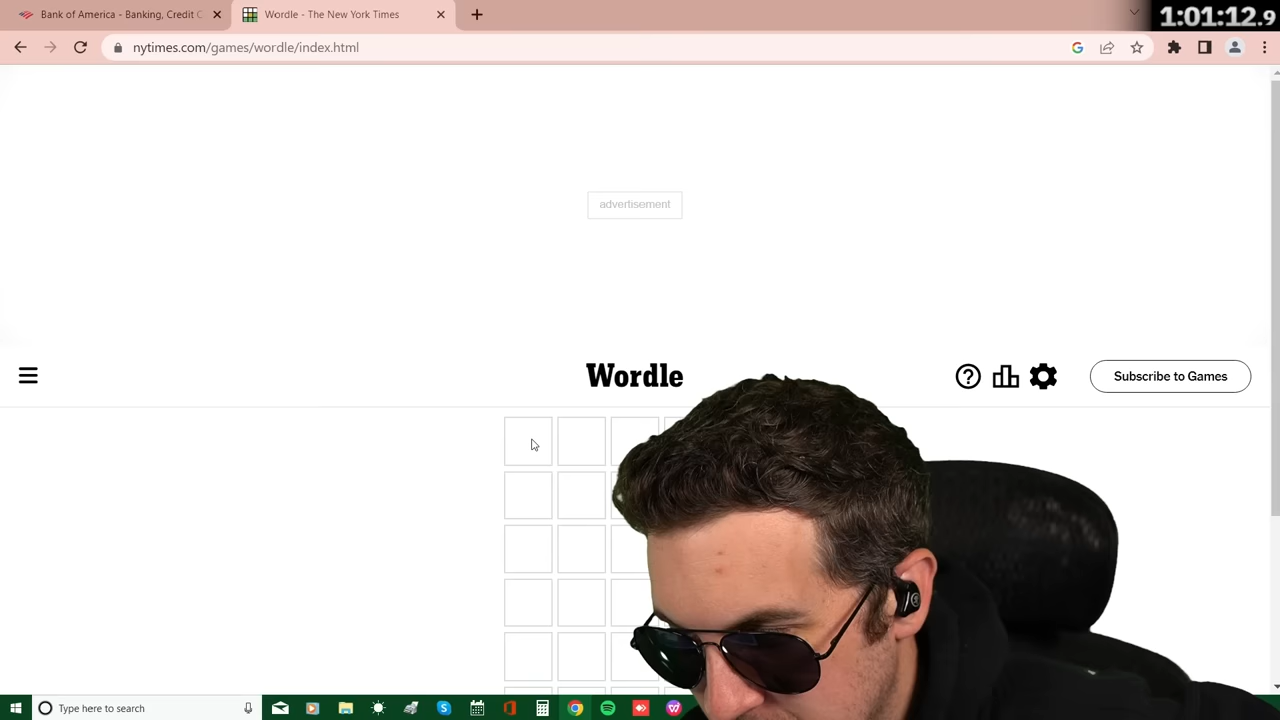 Bank of America - Banking, Credit C
Wordle - The New York Times
1:01:12.9
nytimes.com/games/wordle/index.html
advertisement
Wordle
Subscribe to Games
Type here to search